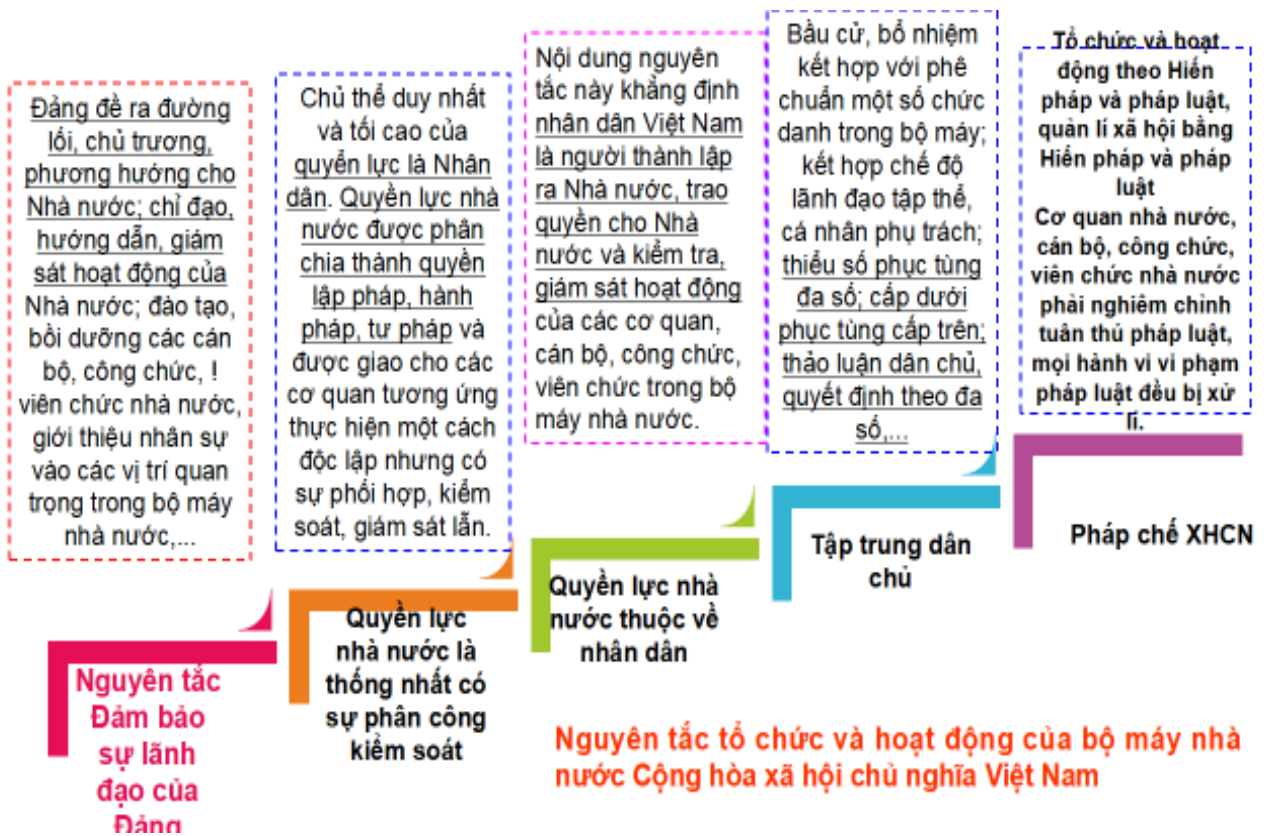 Đảng đề ra đường
lối, chủ trương,
phương hướng cho
Nhà nước; chỉ đạo,
hướng dẫn, giám
sát hoạt động của
Nhà nước; đào tạo,
bồi dưỡng các cán
bộ, công chức, !
viên chức nhà nước,
giới thiệu nhân sự
vào các vị trí quan
trọng trong bộ máy
nhà nước,...
Nguyên tắc
Đảm bảo
sự lãnh
đạo của
Đảng
Chủ thể duy nhất
và tối cao của
quyền lực là Nhân
dân. Quyền lực nhà
nước được phân
chia thành quyền
lập pháp, hành
pháp, tư pháp và
được giao cho các
cơ quan tương ứng
thực hiện một cách
độc lập nhưng có
sự phối hợp, kiểm
soát, giám sát lẫn.
Quyền lực
nhà nước là
thống nhất có
sự phân công
kiểm soát
Nội dung nguyên
tắc này khẳng định
nhân dân Việt Nam
là người thành lập
ra Nhà nước, trao
quyền cho Nhà
nước và kiểm tra,
giám sát hoạt động
của các cơ quan,
cán bộ, công chức,
viên chức trong bộ
máy nhà nước.
Quyền lực nhà
nước thuộc về
nhân dân
Bầu cử, bổ nhiệm
kết hợp với phê
chuẩn một số chức
danh trong bộ máy;
kết hợp chế độ
lãnh đạo tập thể,
cá nhân phụ trách;
thiểu số phục tùng
đa số; cấp dưới
phục tùng cấp trên;
thảo luận dân chủ,
quyết định theo đa
số,...
Tập trung dân
chủ
Tổ chức và hoạt
động theo Hiến
pháp và pháp luật,
quản lí xã hội bằng
Hiến pháp và pháp
luật
Cơ quan nhà nước,
cán bộ, công chức,
viên chức nhà nước
phải nghiêm chỉnh
tuân thủ pháp luật,
mọi hành vi vi phạm
pháp luật đều bị xử
lí.
Pháp chế XHCN
Nguyên tắc tổ chức và hoạt động của bộ máy nhà
nước Cộng hòa xã hội chủ nghĩa Việt Nam